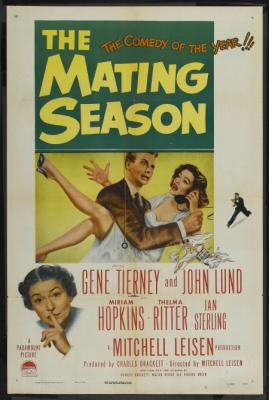 THE
MATING
SEASON
THE COMEDY OF THE YEAR!!!
GENE TIERNEY and JOHN LUND
MIRIAM HOPKINS · THELMA RITTER · JAN STERLING
A MITCHELL LEISEN PRODUCTION
Produced by CHARLES BRACKETT · Directed by MITCHELL LEISEN
A PARAMOUNT
PICTURE